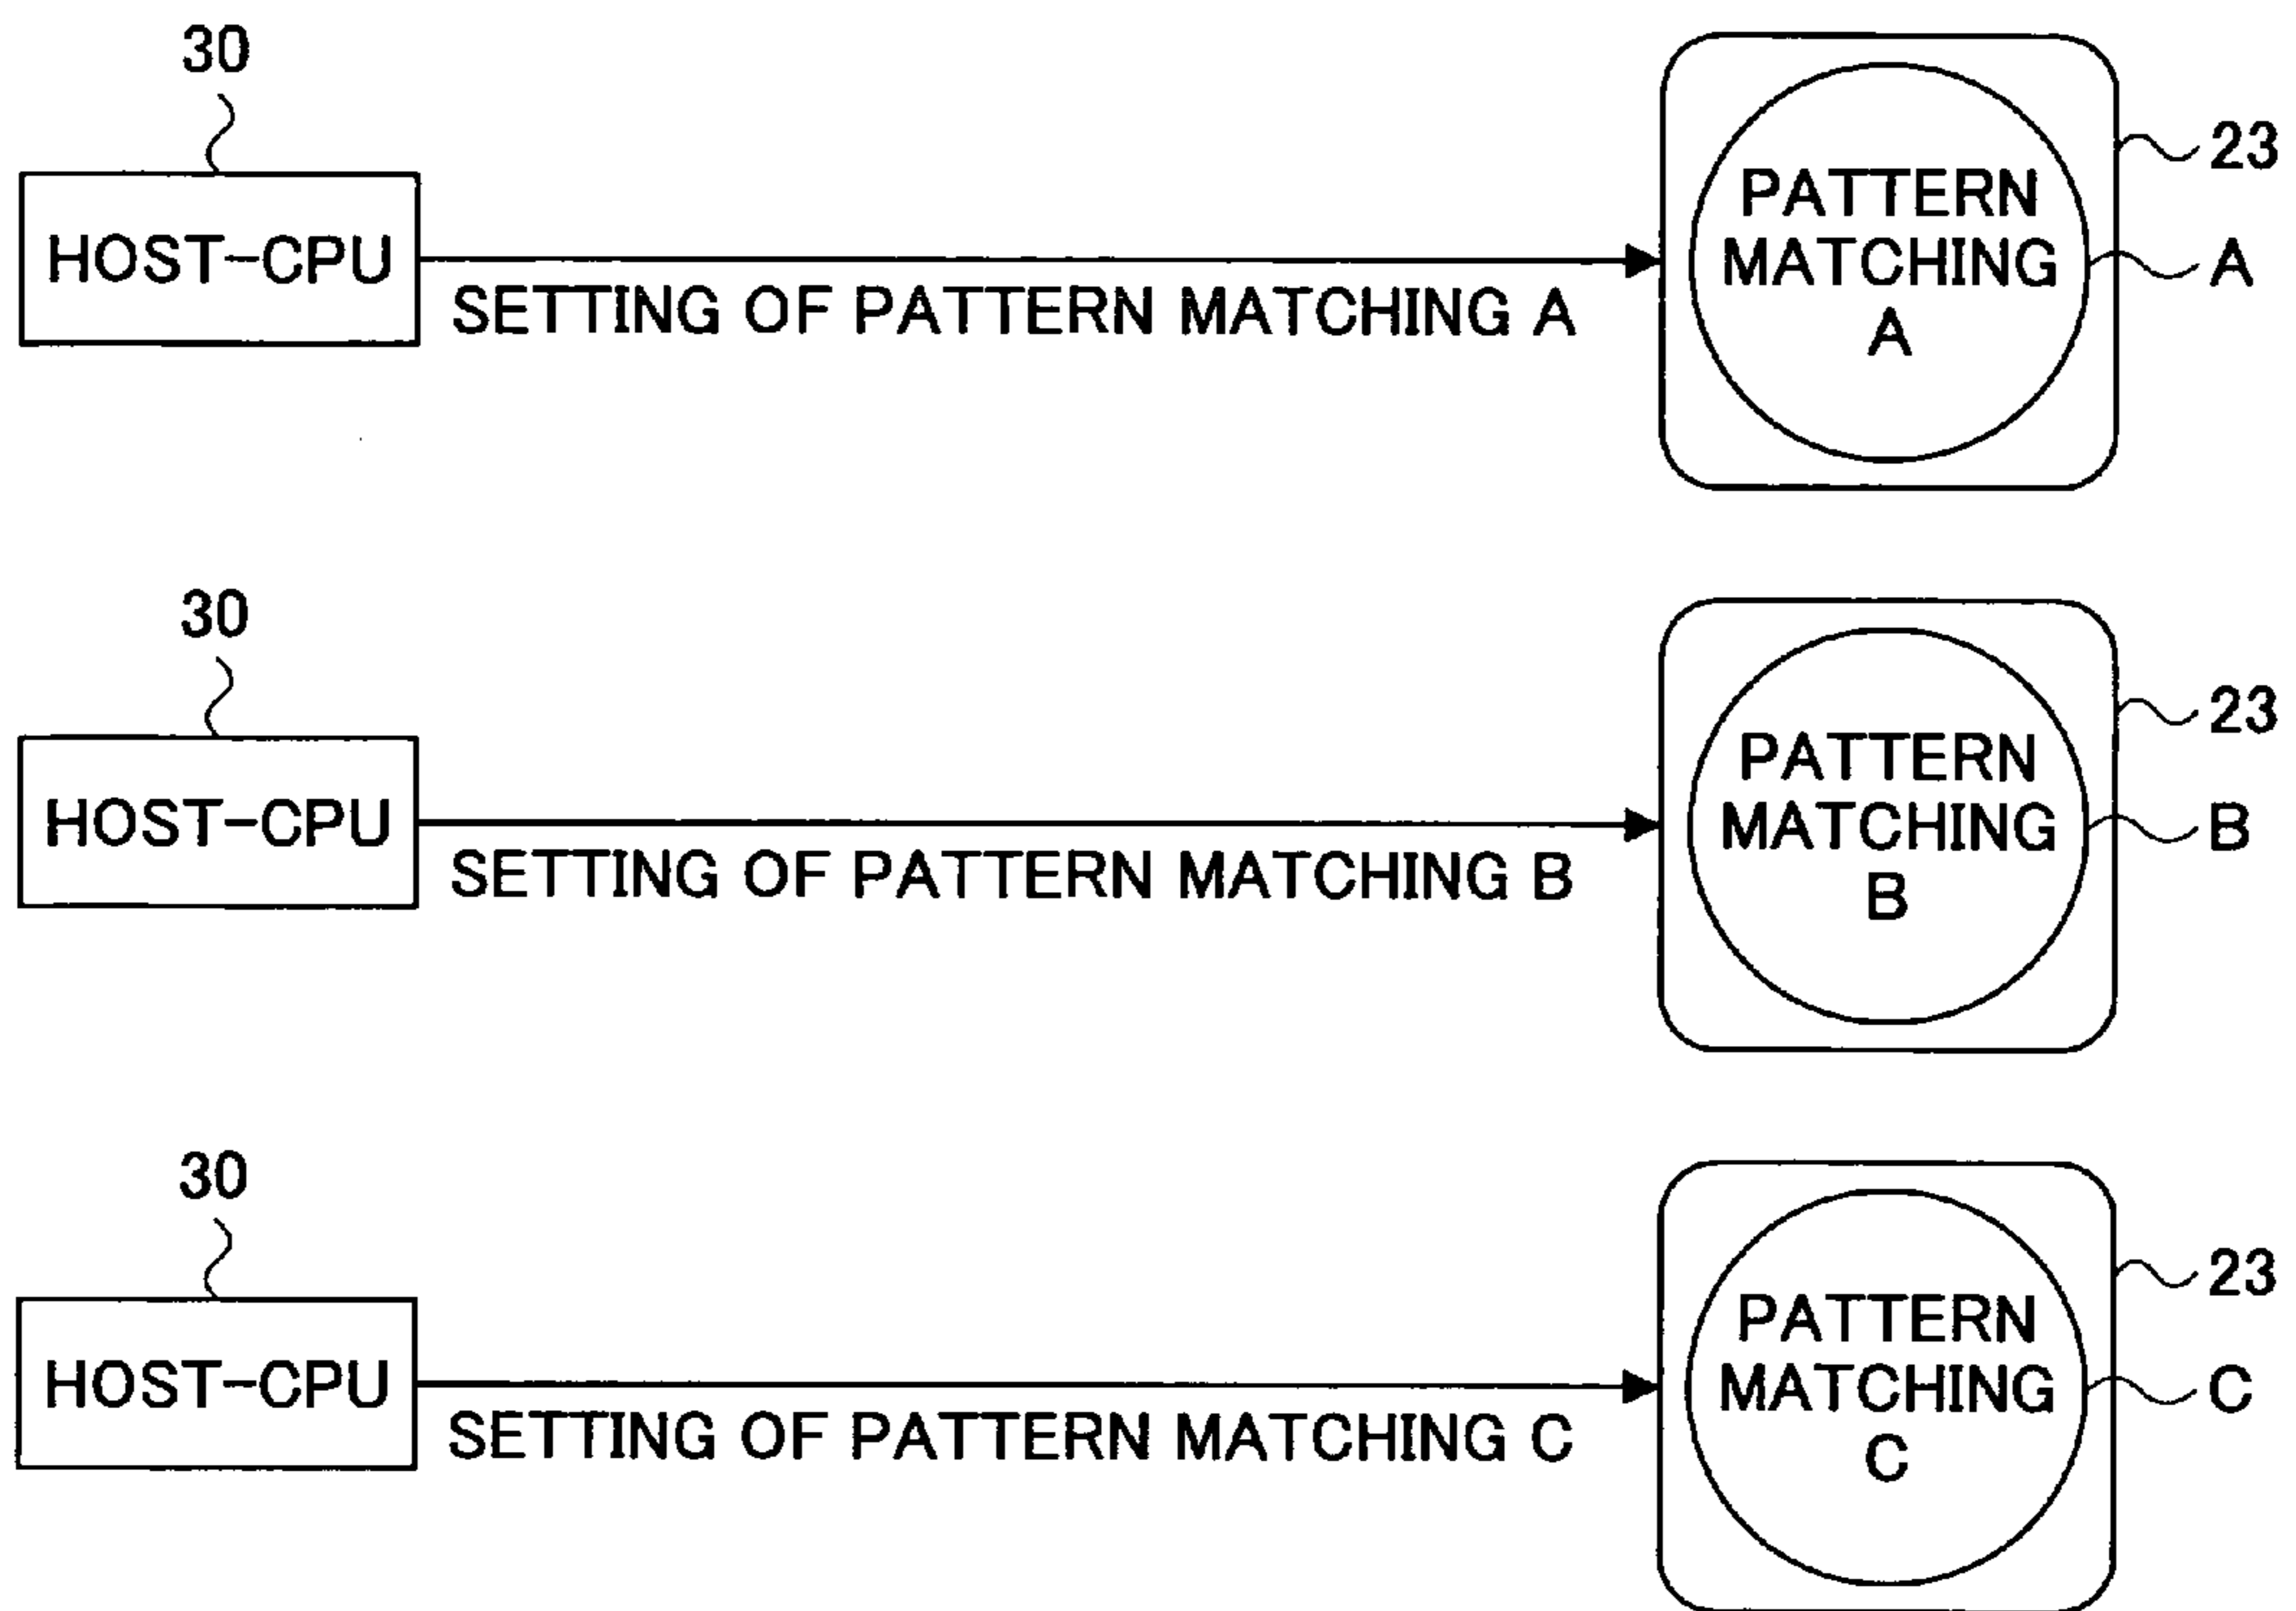 30
23
HOST-CPU
PATTERN
MATCHING
A
A
SETTING OF PATTERN MATCHING A
30
23
HOST-CPU
PATTERN
MATCHING
B
B
SETTING OF PATTERN MATCHING B
30
23
HOST-CPU
PATTERN
MATCHING
C
C
SETTING OF PATTERN MATCHING C